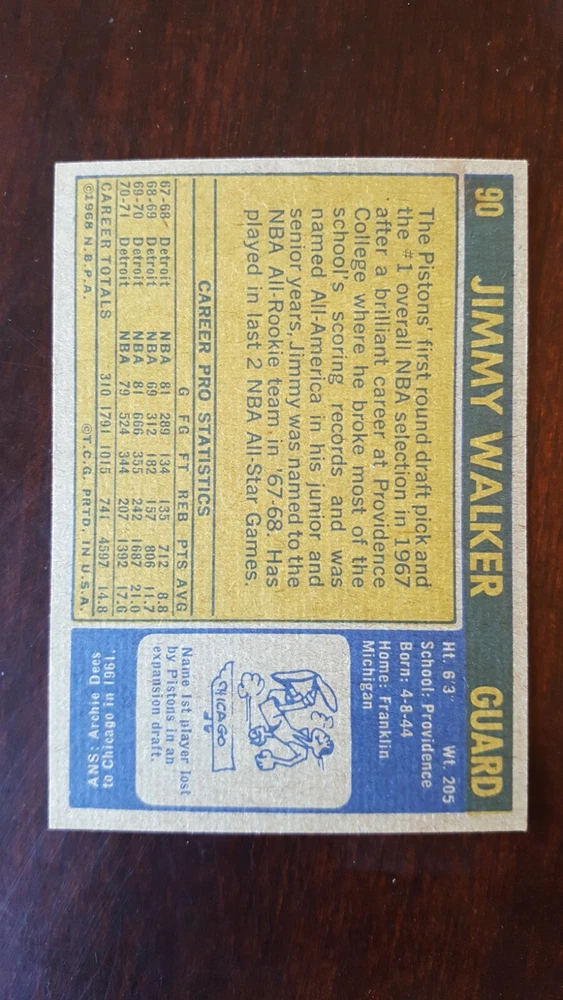 90 JIMMY WALKER GUARD
The Pistons' first round draft pick and
the #1 overall NBA selection in 1967
after a brilliant career at Providence
College where he broke most of the
school's scoring records and was
named All-America in his junior and
senior years, Jimmy was named to the
NBA All-Rookie team in '67-68. Has
played in last 2 NBA All-Star Games.
CAREER PRO STATISTICS
G FG FT REB PTS AVG
67-68 Detroit NBA 81 289 134 135 712 8.8
68-69 Detroit NBA 69 312 182 157 806 11.7
69-70 Detroit NBA 81 666 355 242 1687 21.0
70-71 Detroit NBA 79 524 344 207 1392 17.6
CAREER TOTALS 310 1791 1015 741 4597 14.8
©1968 N.B.P.A. ©T.C.G. PRTD. IN U.S.A.
Ht. 6'3" Wt. 205
School: Providence
Born: 4-8-44
Home: Franklin
Michigan
CHICAGO
Name 1st player lost
by Pistons in an
expansion draft.
ANS: Archie Dees
to Chicago in 1961.